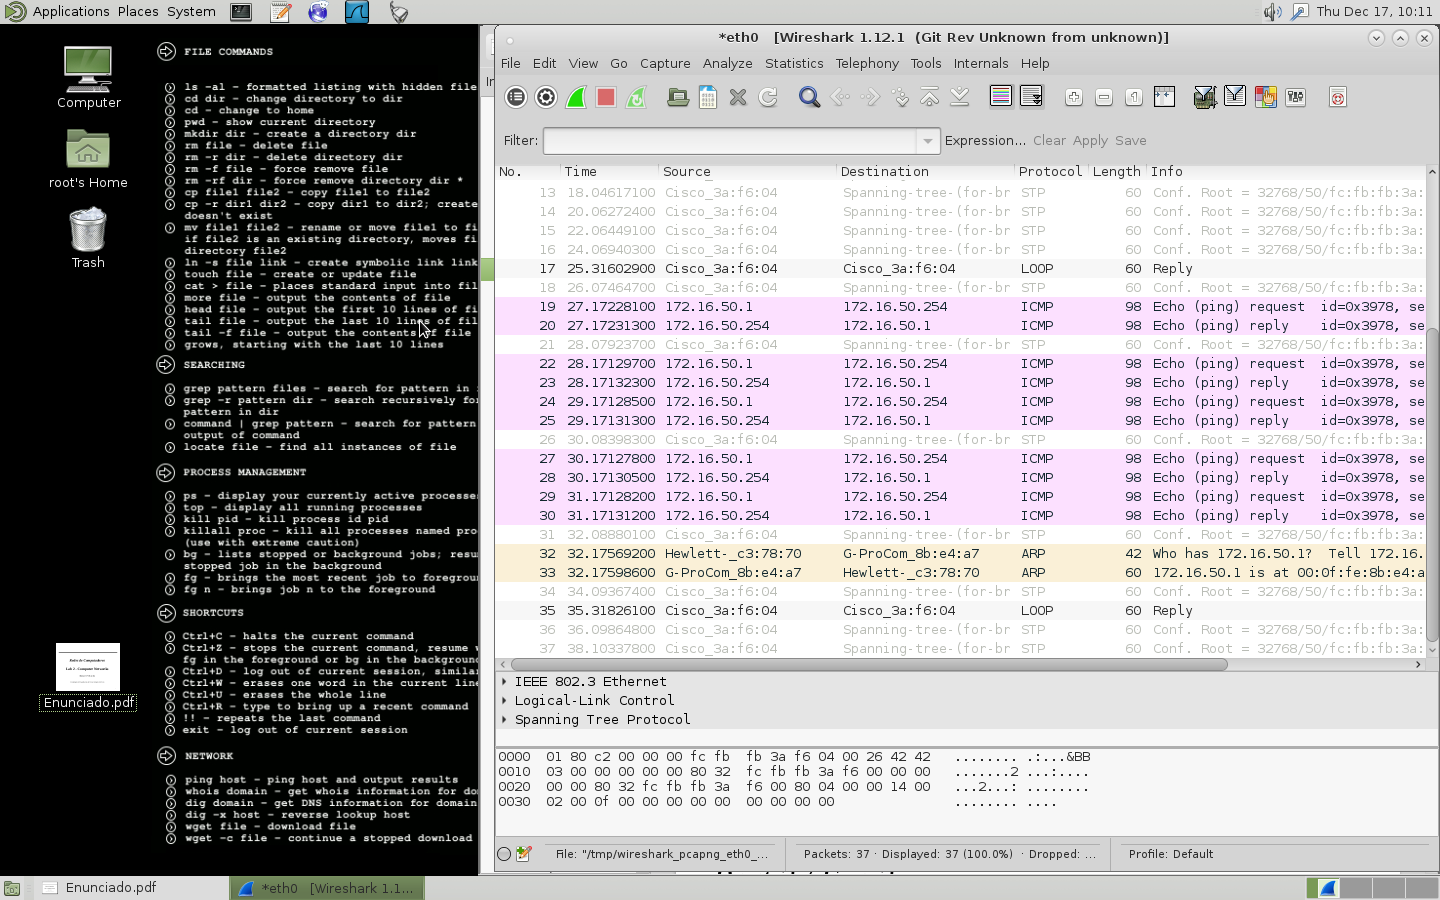 Applications Places System
Thu Dec 17, 10:11
Computer
root's Home
Trash
Enunciado.pdf
FILE COMMANDS
ls -al - formatted listing with hidden file
cd dir - change directory to dir
cd - change to home
pwd - show current directory
mkdir dir - create a directory dir
rm file - delete file
rm -r dir - delete directory dir
rm -f file - force remove file
rm -rf dir - force remove directory dir *
cp file1 file2 - copy file1 to file2
cp -r dir1 dir2 - copy dir1 to dir2; create
doesn't exist
mv file1 file2 - rename or move file1 to fi
if file2 is an existing directory, moves fi
directory file2
ln -s file link - create symbolic link link
touch file - create or update file
cat > file - places standard input into fil
more file - output the contents of file
head file - output the first 10 lines of fi
tail file - output the last 10 lines of fil
tail -f file - output the contents of file
grows, starting with the last 10 lines
SEARCHING
grep pattern files - search for pattern in
grep -r pattern dir - search recursively fo
pattern in dir
command | grep pattern - search for pattern
output of command
locate file - find all instances of file
PROCESS MANAGEMENT
ps - display your currently active processe
top - display all running processes
kill pid - kill process id pid
killall proc - kill all processes named pro
(use with extreme caution)
bg - lists stopped or background jobs; resu
stopped job in the background
fg - brings the most recent job to foregrou
fg n - brings job n to the foreground
SHORTCUTS
Ctrl+C - halts the current command
Ctrl+Z - stops the current command, resume w
fg in the foreground or bg in the background
Ctrl+D - log out of current session, similar
Ctrl+W - erases one word in the current line
Ctrl+U - erases the whole line
Ctrl+R - type to bring up a recent command
!! - repeats the last command
exit - log out of current session
NETWORK
ping host - ping host and output results
whois domain - get whois information for do
dig domain - get DNS information for domain
dig -x host - reverse lookup host
wget file - download file
wget -c file - continue a stopped download
*eth0 [Wireshark 1.12.1 (Git Rev Unknown from unknown)]
File Edit View Go Capture Analyze Statistics Telephony Tools Internals Help
Filter: Expression... Clear Apply Save
No. Time Source Destination Protocol Length Info
13 18.04617100 Cisco_3a:f6:04 Spanning-tree-(for-br STP 60 Conf. Root = 32768/50/fc:fb:fb:3a:
14 20.06272400 Cisco_3a:f6:04 Spanning-tree-(for-br STP 60 Conf. Root = 32768/50/fc:fb:fb:3a:
15 22.06449100 Cisco_3a:f6:04 Spanning-tree-(for-br STP 60 Conf. Root = 32768/50/fc:fb:fb:3a:
16 24.06940300 Cisco_3a:f6:04 Spanning-tree-(for-br STP 60 Conf. Root = 32768/50/fc:fb:fb:3a:
17 25.31602900 Cisco_3a:f6:04 Cisco_3a:f6:04 LOOP 60 Reply
18 26.07464700 Cisco_3a:f6:04 Spanning-tree-(for-br STP 60 Conf. Root = 32768/50/fc:fb:fb:3a:
19 27.17228100 172.16.50.1 172.16.50.254 ICMP 98 Echo (ping) request id=0x3978, se
20 27.17231300 172.16.50.254 172.16.50.1 ICMP 98 Echo (ping) reply id=0x3978, se
21 28.07923700 Cisco_3a:f6:04 Spanning-tree-(for-br STP 60 Conf. Root = 32768/50/fc:fb:fb:3a:
22 28.17129700 172.16.50.1 172.16.50.254 ICMP 98 Echo (ping) request id=0x3978, se
23 28.17132300 172.16.50.254 172.16.50.1 ICMP 98 Echo (ping) reply id=0x3978, se
24 29.17128500 172.16.50.1 172.16.50.254 ICMP 98 Echo (ping) request id=0x3978, se
25 29.17131300 172.16.50.254 172.16.50.1 ICMP 98 Echo (ping) reply id=0x3978, se
26 30.08398300 Cisco_3a:f6:04 Spanning-tree-(for-br STP 60 Conf. Root = 32768/50/fc:fb:fb:3a:
27 30.17127800 172.16.50.1 172.16.50.254 ICMP 98 Echo (ping) request id=0x3978, se
28 30.17130500 172.16.50.254 172.16.50.1 ICMP 98 Echo (ping) reply id=0x3978, se
29 31.17128200 172.16.50.1 172.16.50.254 ICMP 98 Echo (ping) request id=0x3978, se
30 31.17131200 172.16.50.254 172.16.50.1 ICMP 98 Echo (ping) reply id=0x3978, se
31 32.08880100 Cisco_3a:f6:04 Spanning-tree-(for-br STP 60 Conf. Root = 32768/50/fc:fb:fb:3a:
32 32.17569200 Hewlett-_c3:78:70 G-ProCom_8b:e4:a7 ARP 42 Who has 172.16.50.1? Tell 172.16.
33 32.17598600 G-ProCom_8b:e4:a7 Hewlett-_c3:78:70 ARP 60 172.16.50.1 is at 00:0f:fe:8b:e4:a
34 34.09367400 Cisco_3a:f6:04 Spanning-tree-(for-br STP 60 Conf. Root = 32768/50/fc:fb:fb:3a:
35 35.31826100 Cisco_3a:f6:04 Cisco_3a:f6:04 LOOP 60 Reply
36 36.09864800 Cisco_3a:f6:04 Spanning-tree-(for-br STP 60 Conf. Root = 32768/50/fc:fb:fb:3a:
37 38.10337800 Cisco_3a:f6:04 Spanning-tree-(for-br STP 60 Conf. Root = 32768/50/fc:fb:fb:3a:
IEEE 802.3 Ethernet
Logical-Link Control
Spanning Tree Protocol
0000 01 80 c2 00 00 00 fc fb fb 3a f6 04 00 26 42 42 ........ .:...&BB
0010 03 00 00 00 00 00 80 32 fc fb fb 3a f6 00 00 00 .......2 ...:....
0020 00 00 80 32 fc fb fb 3a f6 00 80 04 00 00 14 00 ...2...: ........
0030 02 00 0f 00 00 00 00 00 00 00 00 00 ........ ....
File: "/tmp/wireshark_pcapng_eth0_... Packets: 37 · Displayed: 37 (100.0%) · Dropped: ... Profile: Default
Enunciado.pdf
*eth0 [Wireshark 1.1...